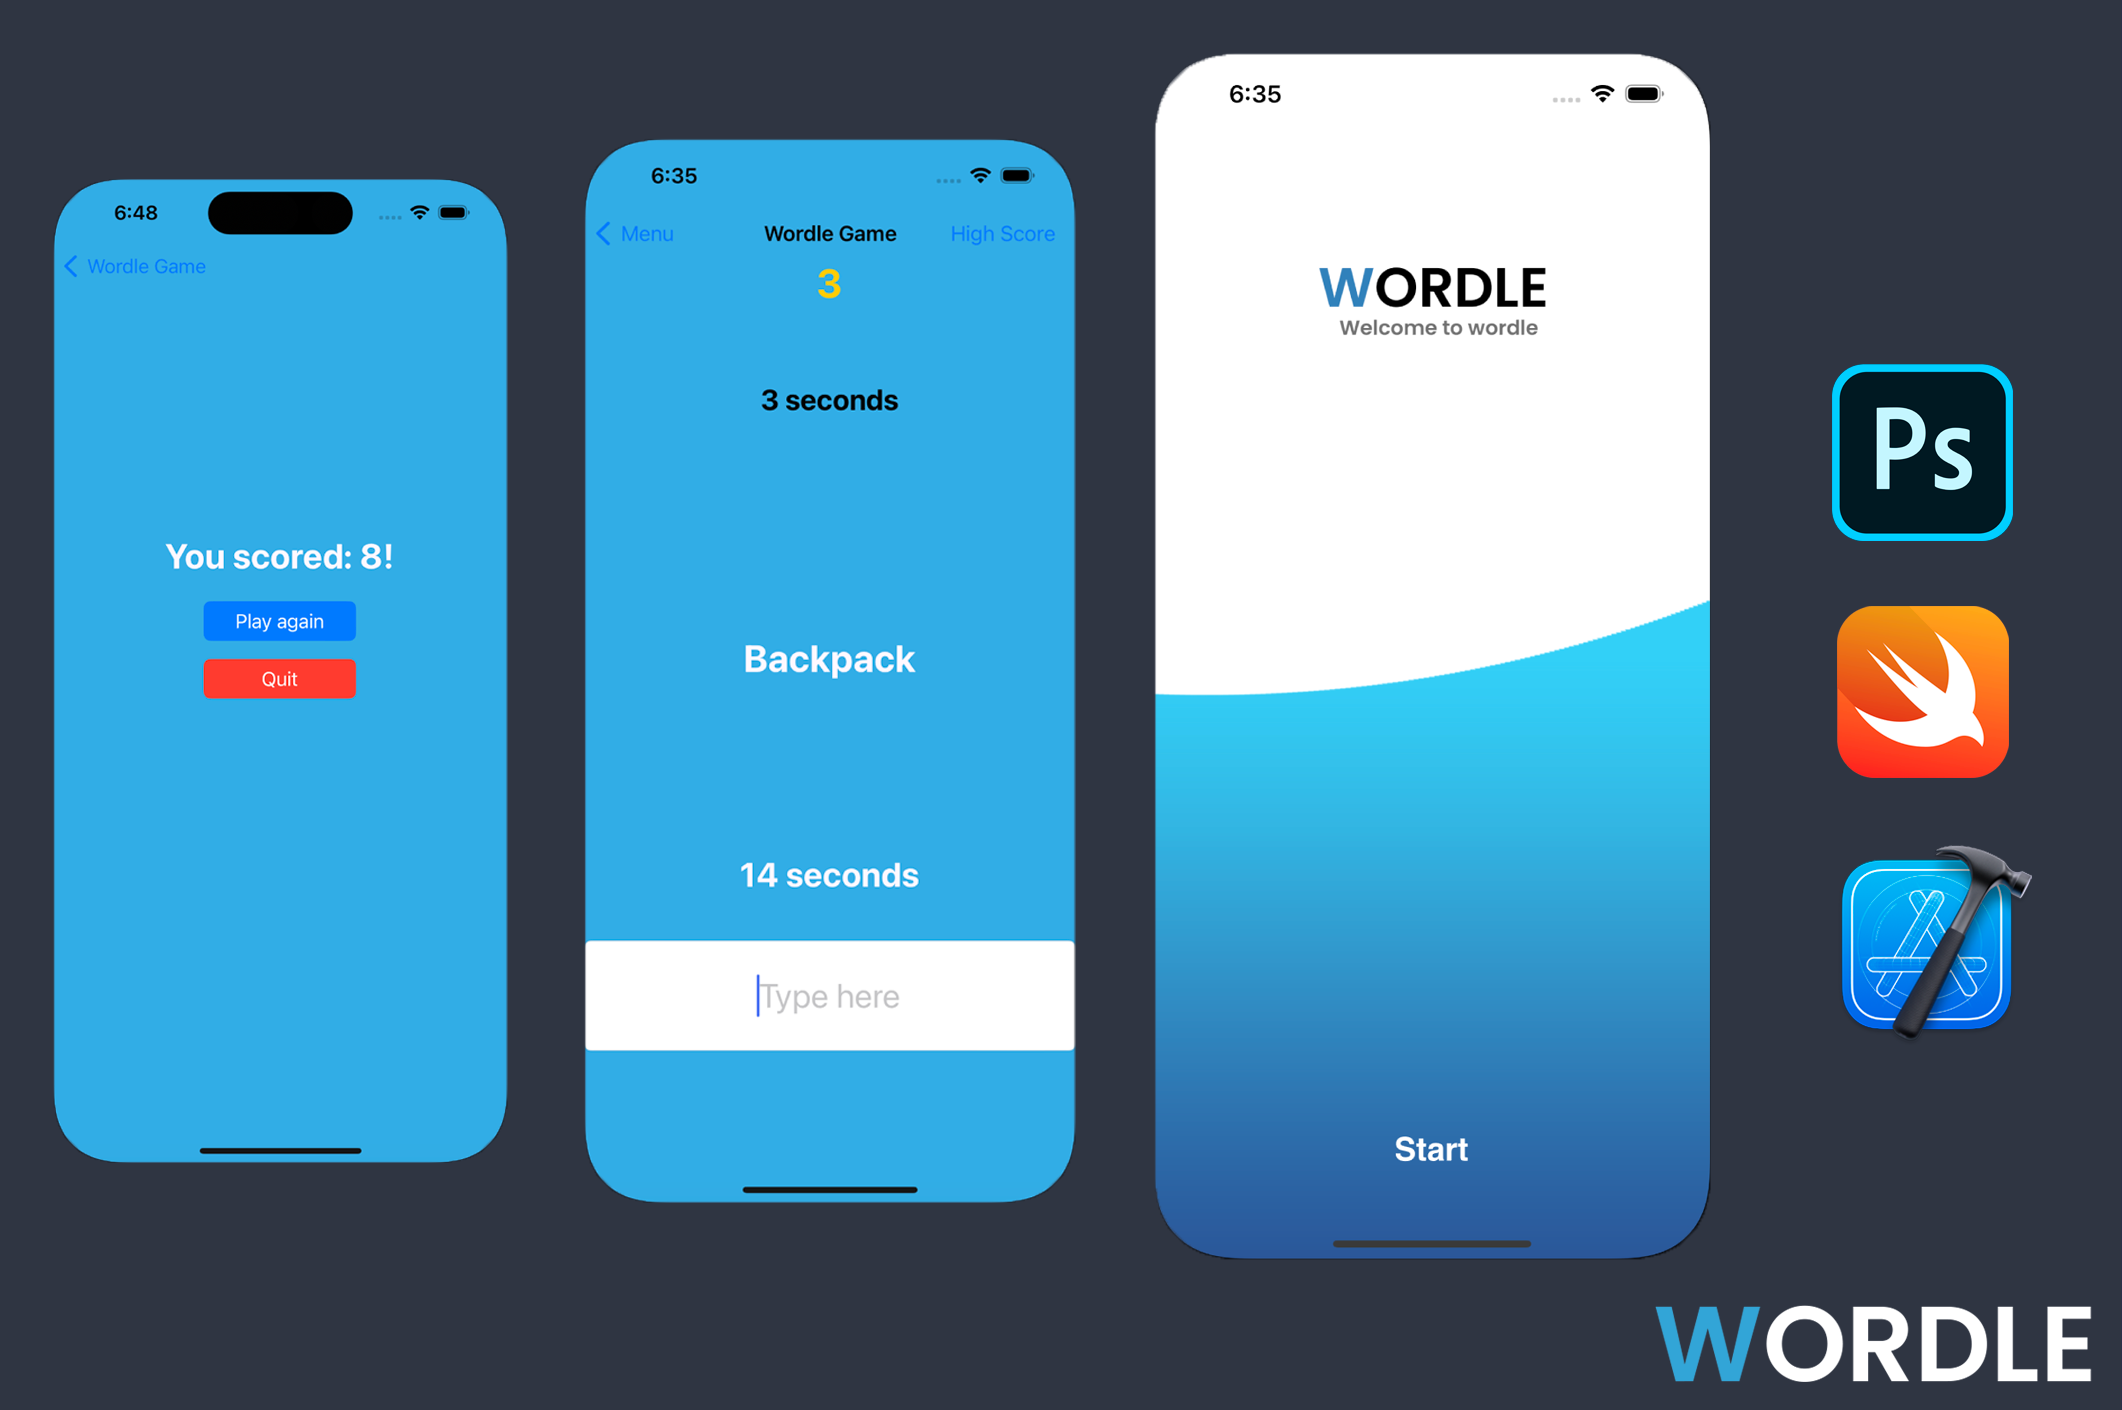 6:48
Wordle Game
You scored: 8!
Play again
Quit
6:35
Menu
Wordle Game
High Score
3
3 seconds
Backpack
14 seconds
Type here
6:35
WORDLE
Welcome to wordle
Start
Ps
WORDLE